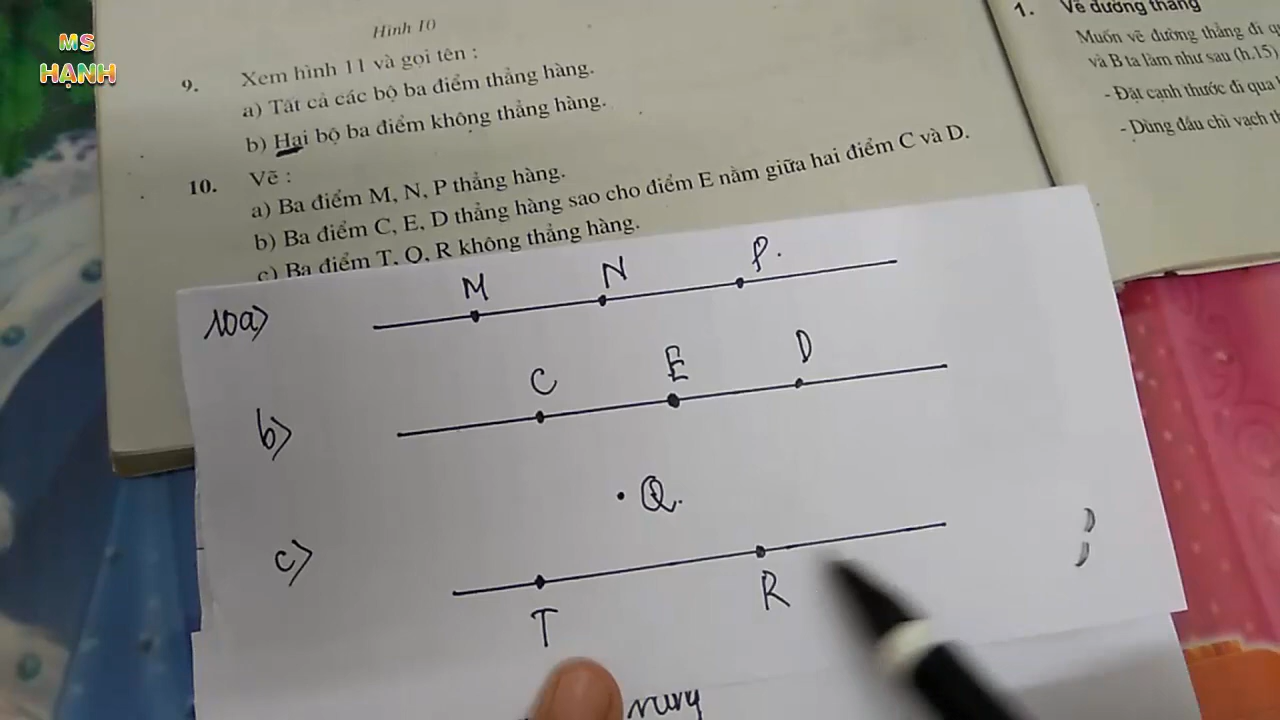 MS
HẠNH
Hình 10
9. Xem hình 11 và gọi tên :
a) Tất cả các bộ ba điểm thẳng hàng.
b) Hai bộ ba điểm không thẳng hàng.
10. Vẽ :
a) Ba điểm M, N, P thẳng hàng.
b) Ba điểm C, E, D thẳng hàng sao cho điểm E nằm giữa hai điểm C và D.
c) Ba điểm T, Q, R không thẳng hàng.
1. Vẽ đường thẳng
Muốn vẽ đường thẳng đi
và B ta làm như sau (h.15)
- Đặt cạnh thước đi qua
- Dùng đầu chì vạch
10a)
M N P.
b)
C E D
c)
Q.
T R
;